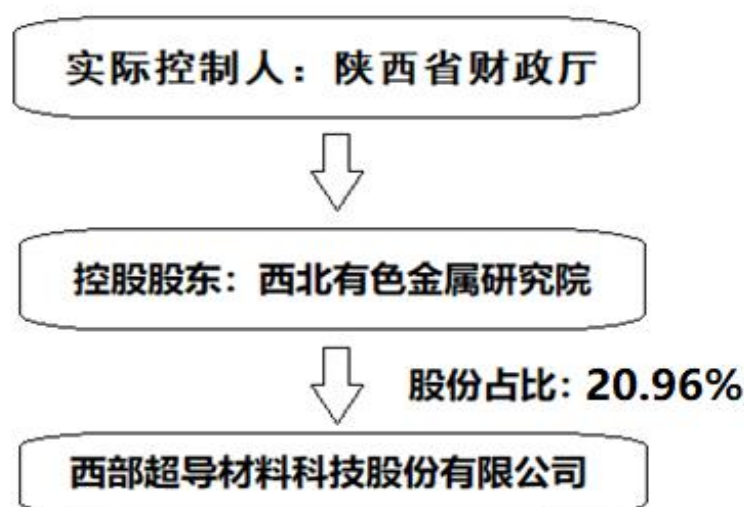 实际控制人：陕西省财政厅
控股股东：西北有色金属研究院
股份占比：20.96%
西部超导材料科技股份有限公司